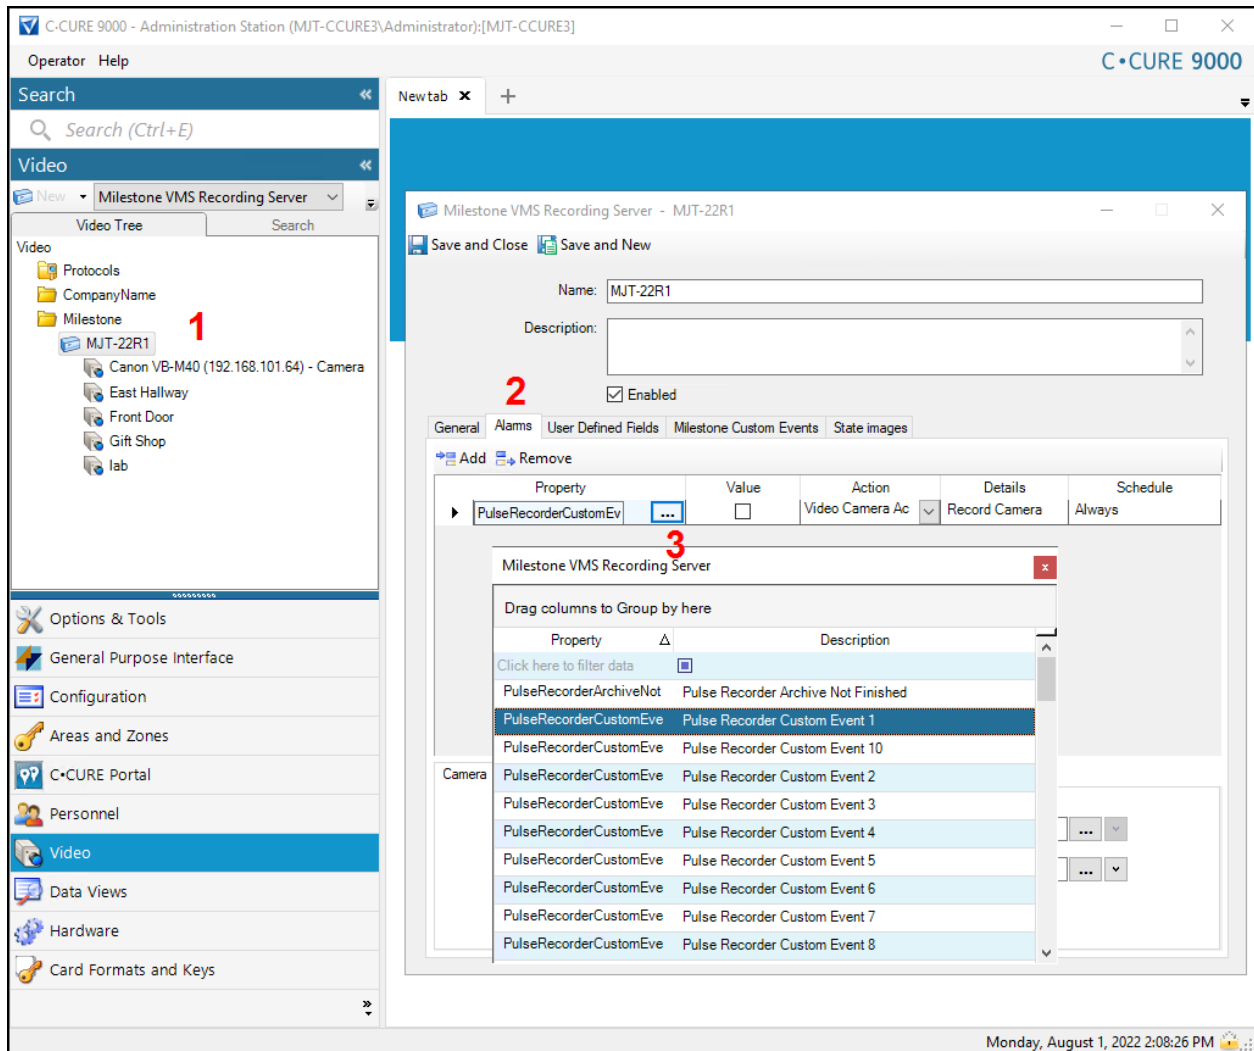 C•CURE 9000 - Administration Station (MJT-CCURE3\Administrator):[MJT-CCURE3]
Operator Help
C•CURE 9000
Search
Search (Ctrl+E)
Video
New Milestone VMS Recording Server
Video Tree Search
Video
Protocols
CompanyName
Milestone
1
MJT-22R1
Canon VB-M40 (192.168.101.64) - Camera
East Hallway
Front Door
Gift Shop
lab
Options & Tools
General Purpose Interface
Configuration
Areas and Zones
C•CURE Portal
Personnel
Video
Data Views
Hardware
Card Formats and Keys
New tab
Milestone VMS Recording Server - MJT-22R1
Save and Close Save and New
Name: MJT-22R1
Description:
2
Enabled
General Alarms User Defined Fields Milestone Custom Events State images
Add Remove
Property Value Action Details Schedule
PulseRecorderCustomEv ... Video Camera Ac Record Camera Always
3
Milestone VMS Recording Server
Drag columns to Group by here
Property Description
Click here to filter data
PulseRecorderArchiveNot Pulse Recorder Archive Not Finished
PulseRecorderCustomEve Pulse Recorder Custom Event 1
PulseRecorderCustomEve Pulse Recorder Custom Event 10
PulseRecorderCustomEve Pulse Recorder Custom Event 2
PulseRecorderCustomEve Pulse Recorder Custom Event 3
PulseRecorderCustomEve Pulse Recorder Custom Event 4
PulseRecorderCustomEve Pulse Recorder Custom Event 5
PulseRecorderCustomEve Pulse Recorder Custom Event 6
PulseRecorderCustomEve Pulse Recorder Custom Event 7
PulseRecorderCustomEve Pulse Recorder Custom Event 8
Camera
...
...
Monday, August 1, 2022 2:08:26 PM